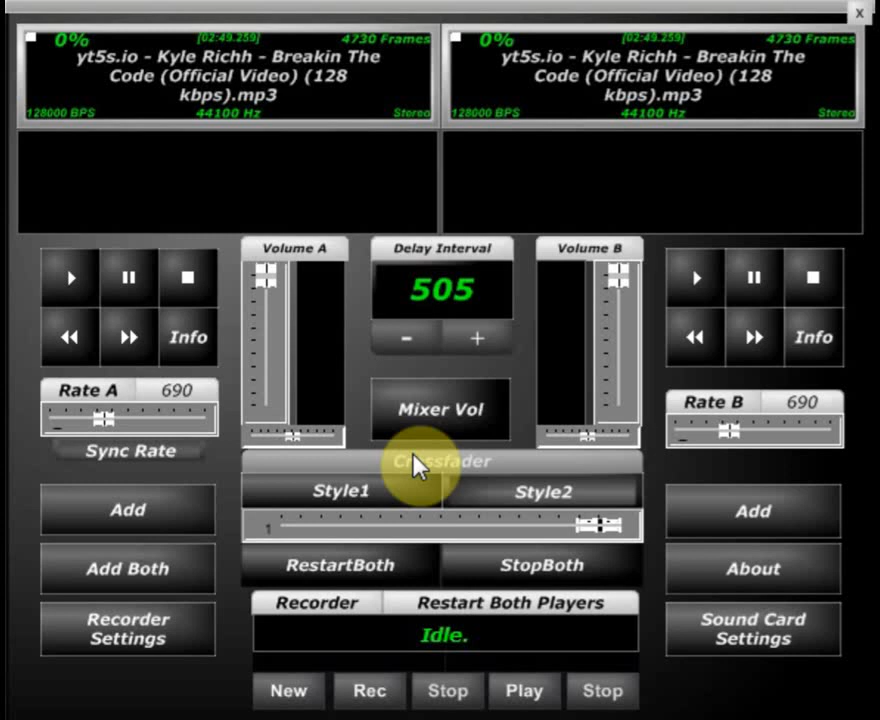 x
0% [02:49.259] 4730 Frames
yt5s.io - Kyle Richh - Breakin The
Code (Official Video) (128
kbps).mp3
128000 BPS 44100 Hz Stereo
0% [02:49.259] 4730 Frames
yt5s.io - Kyle Richh - Breakin The
Code (Official Video) (128
kbps).mp3
128000 BPS 44100 Hz Stereo
Volume A
Delay Interval
Volume B
505
- +
Info
Info
Rate A 690
Sync Rate
Mixer Vol
Rate B 690
Crossfader
Style1 Style2
1
RestartBoth StopBoth
Add
Add Both
Recorder
Settings
Add
About
Sound Card
Settings
Recorder Restart Both Players
Idle.
New Rec Stop Play Stop